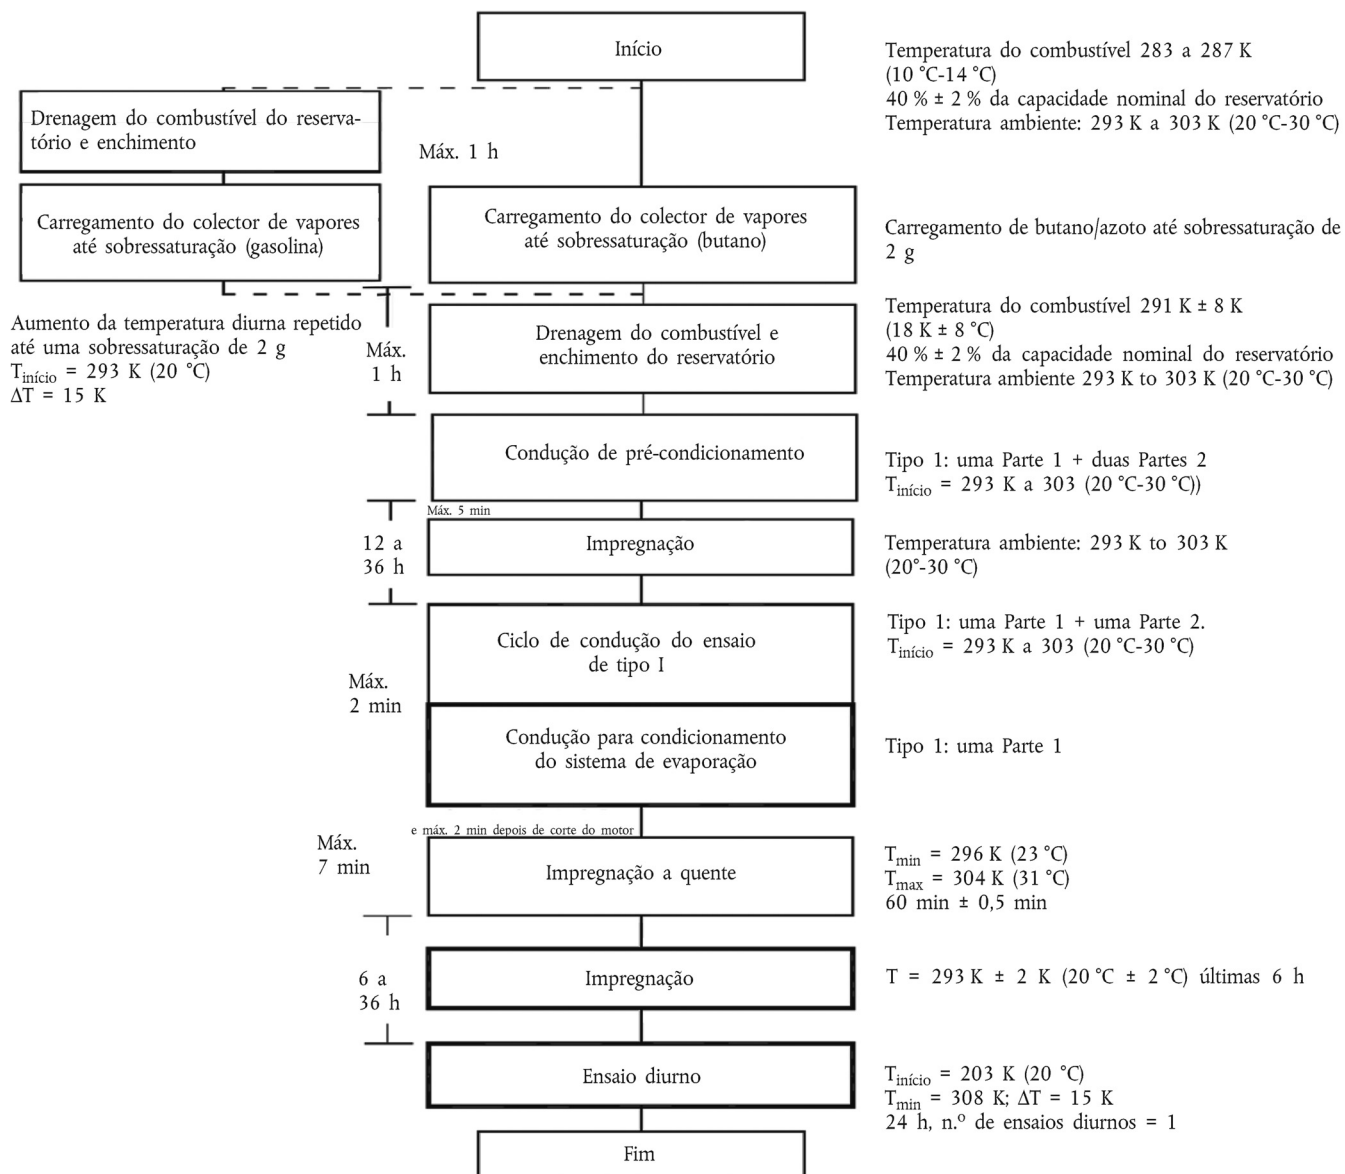 Início
Temperatura do combustível 283 a 287 K
(10 °C-14 °C)
40 % ± 2 % da capacidade nominal do reservatório
Temperatura ambiente: 293 K a 303 K (20 °C-30 °C)
Drenagem do combustível do reserva-
tório e enchimento
Máx. 1 h
Carregamento do colector de vapores
até sobressaturação (gasolina)
Carregamento do colector de vapores
até sobressaturação (butano)
Carregamento de butano/azoto até sobressaturação de
2 g
Aumento da temperatura diurna repetido
até uma sobressaturação de 2 g
Tinício = 293 K (20 °C)
ΔT = 15 K
Máx.
1 h
Drenagem do combustível e
enchimento do reservatório
Temperatura do combustível 291 K ± 8 K
(18 K ± 8 °C)
40 % ± 2 % da capacidade nominal do reservatório
Temperatura ambiente 293 K to 303 K (20 °C-30 °C)
Condução de pré-condicionamento
Tipo 1: uma Parte 1 + duas Partes 2
Tinício = 293 K a 303 (20 °C-30 °C))
Máx. 5 min
12 a
36 h
Impregnação
Temperatura ambiente: 293 K to 303 K
(20°-30 °C)
Ciclo de condução do ensaio
de tipo I
Tipo 1: uma Parte 1 + uma Parte 2.
Tinício = 293 K a 303 (20 °C-30 °C)
Máx.
2 min
Condução para condicionamento
do sistema de evaporação
Tipo 1: uma Parte 1
e máx. 2 min depois de corte do motor
Máx.
7 min
Impregnação a quente
Tmin = 296 K (23 °C)
Tmax = 304 K (31 °C)
60 min ± 0,5 min
6 a
36 h
Impregnação
T = 293 K ± 2 K (20 °C ± 2 °C) últimas 6 h
Ensaio diurno
Tinício = 203 K (20 °C)
Tmin = 308 K; ΔT = 15 K
24 h, n.º de ensaios diurnos = 1
Fim